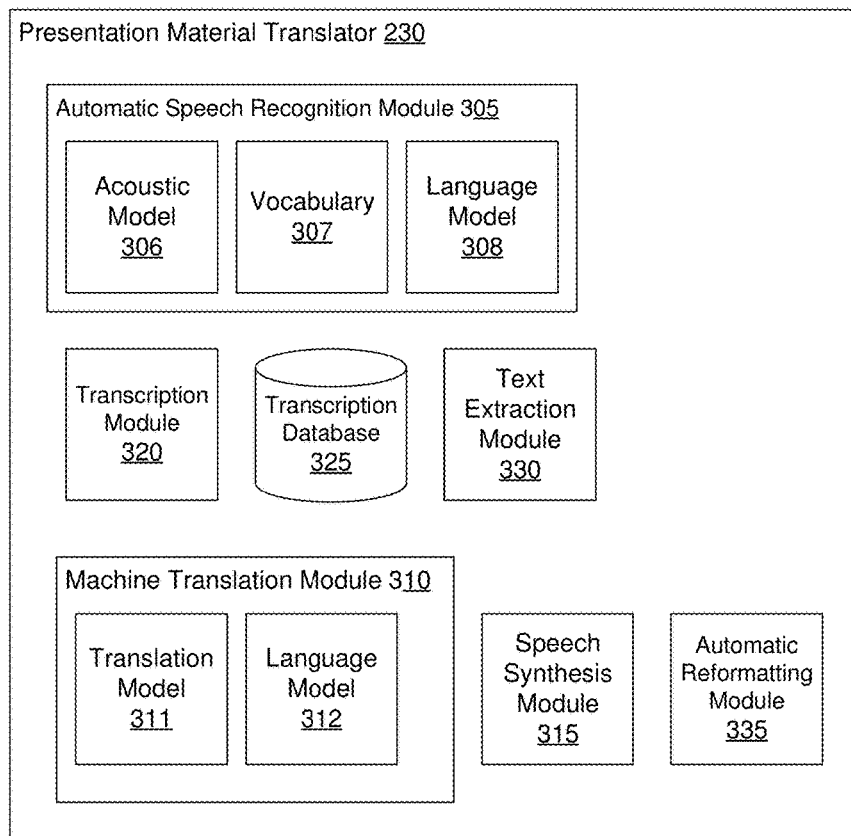 Presentation Material Translator 230
Automatic Speech Recognition Module 305
Acoustic
Model
306
Vocabulary
307
Language
Model
308
Transcription
Module
320
Transcription
Database
325
Text
Extraction
Module
330
Machine Translation Module 310
Translation
Model
311
Language
Model
312
Speech
Synthesis
Module
315
Automatic
Reformatting
Module
335